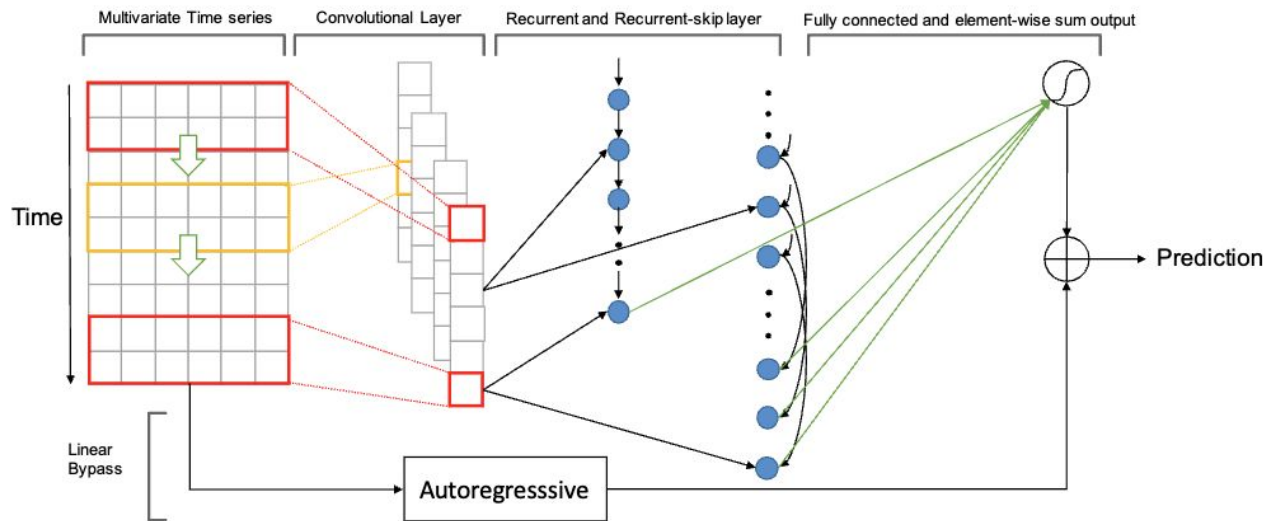 Multivariate Time series
Convolutional Layer
Recurrent and Recurrent-skip layer
Fully connected and element-wise sum output
Time
Prediction
Linear
Bypass
Autoregresssive